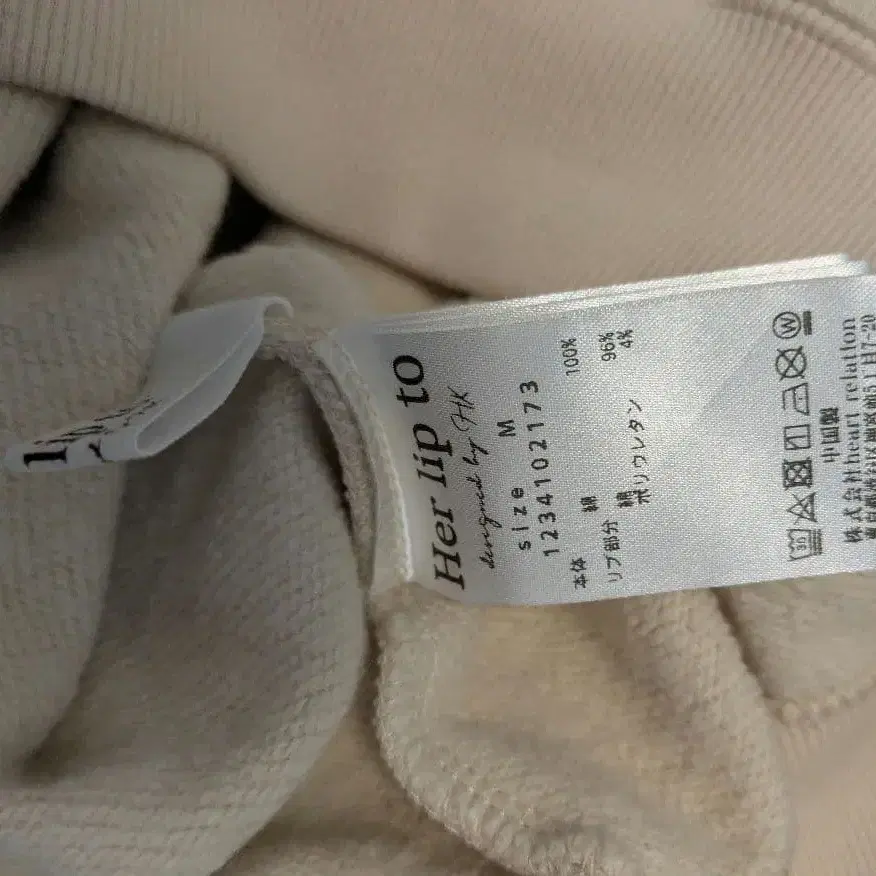 Her lip to
designed by HK
size M
1234102173
本体 綿 100%
リブ部分 綿 96%
ポリウレタン 4%
中国製
株式会社heart relation